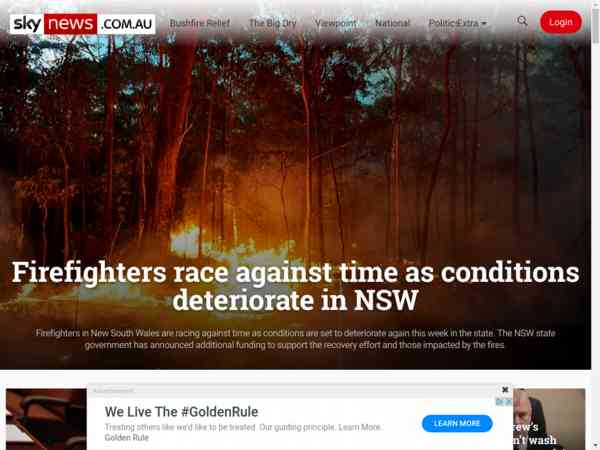 sky news .COM.AU
Bushfire Relief The Big Dry Viewpoint National Politics Extra Login
Firefighters race against time as conditions
deteriorate in NSW
Firefighters in New South Wales are racing against time as conditions are set to deteriorate again this week in the state. The NSW state
government has announced additional funding to support the recovery effort and those impacted by the fires.
Advertisement
We Live The #GoldenRule
Treating others like we'd like to be treated. Our guiding principle. Learn More.
Golden Rule
LEARN MORE
rew's
n't wash